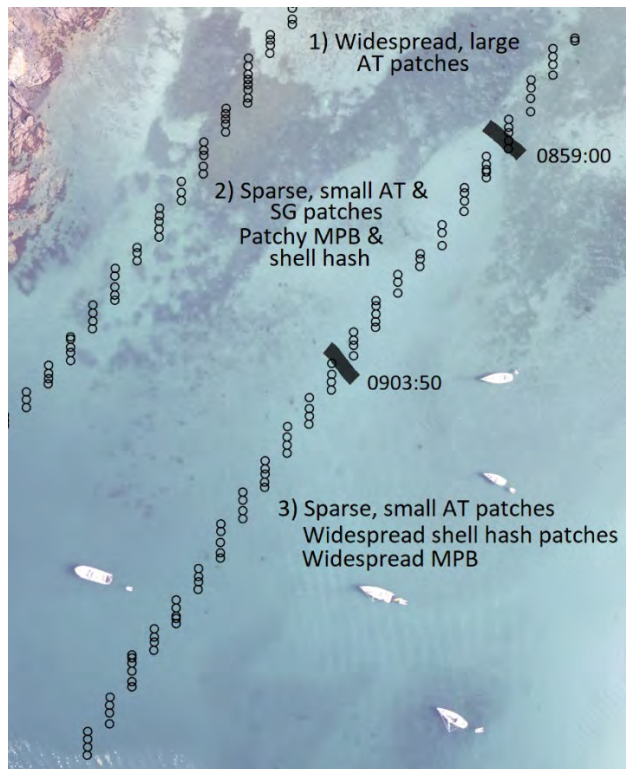 1) Widespread, large
AT patches
0859:00
2) Sparse, small AT &
SG patches
Patchy MPB &
shell hash
0903:50
3) Sparse, small AT patches
Widespread shell hash patches
Widespread MPB